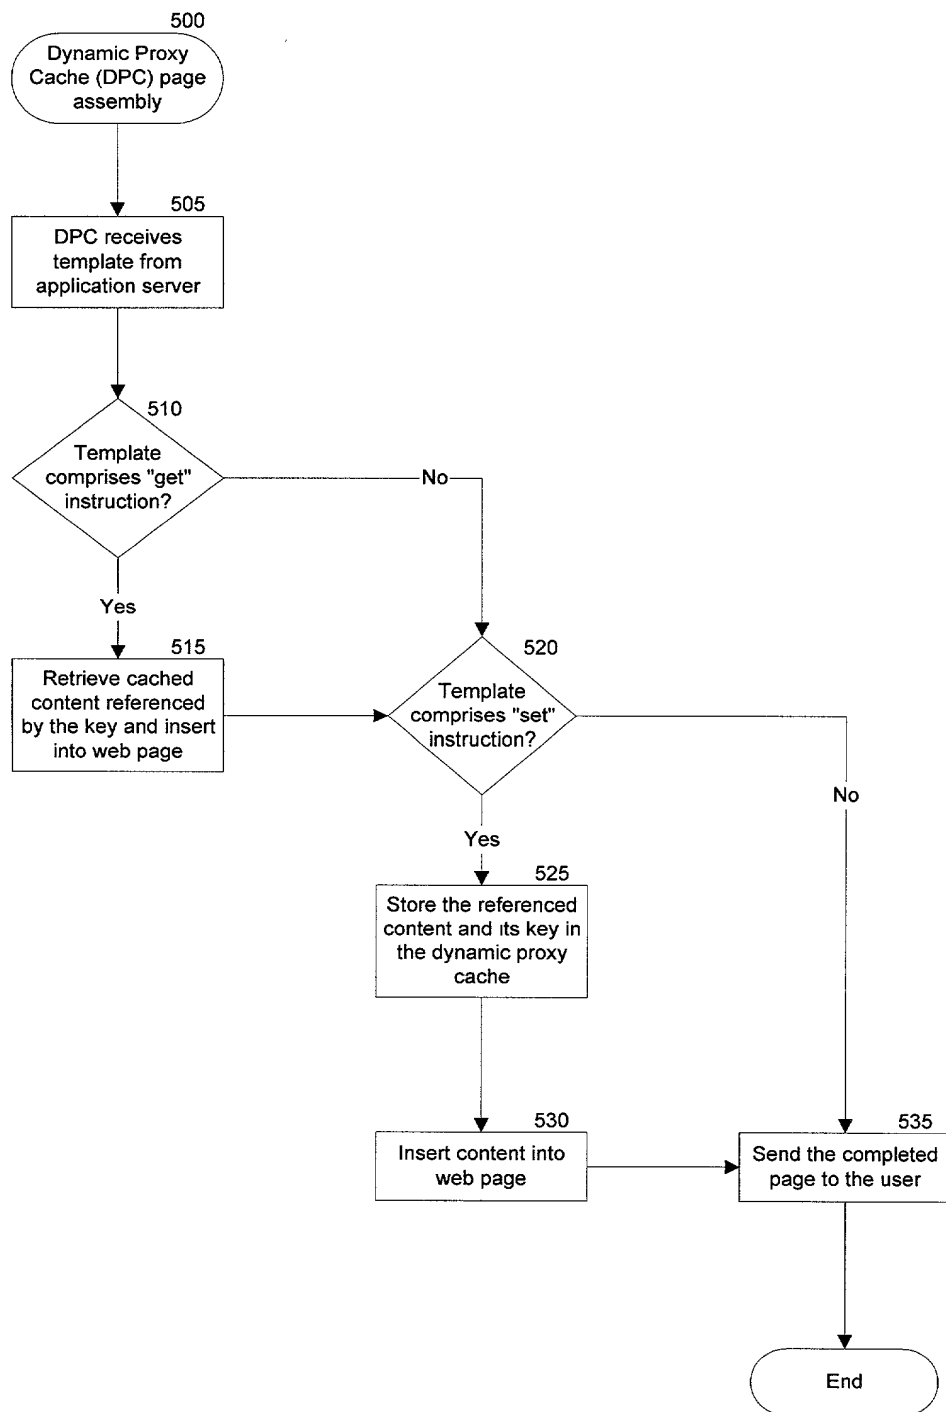 500
Dynamic Proxy
Cache (DPC) page
assembly
505
DPC receives
template from
application server
510
Template
comprises "get"
instruction?
No
Yes
515
Retrieve cached
content referenced
by the key and insert
into web page
520
Template
comprises "set"
instruction?
No
Yes
525
Store the referenced
content and its key in
the dynamic proxy
cache
530
Insert content into
web page
535
Send the completed
page to the user
End